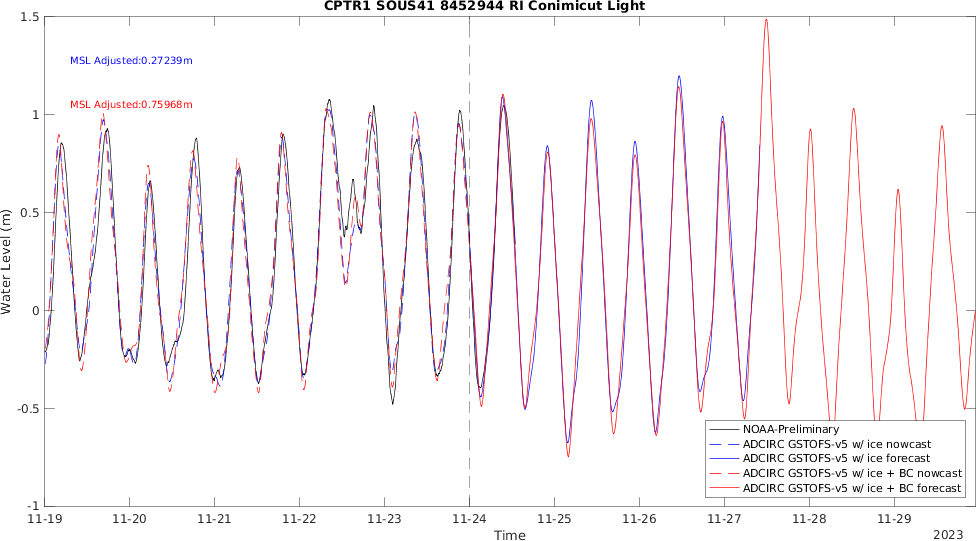 CPTR1 SOUS41 8452944 RI Conimicut Light
1.5
MSL Adjusted:0.27239m
MSL Adjusted:0.75968m
1
0.5
Water Level (m)
0
-0.5
NOAA-Preliminary
ADCIRC GSTOFS-v5 w/ ice nowcast
ADCIRC GSTOFS-v5 w/ ice forecast
ADCIRC GSTOFS-v5 w/ ice + BC nowcast
ADCIRC GSTOFS-v5 w/ ice + BC forecast
-1
11-19 11-20 11-21 11-22 11-23 11-24 11-25 11-26 11-27 11-28 11-29
Time
2023